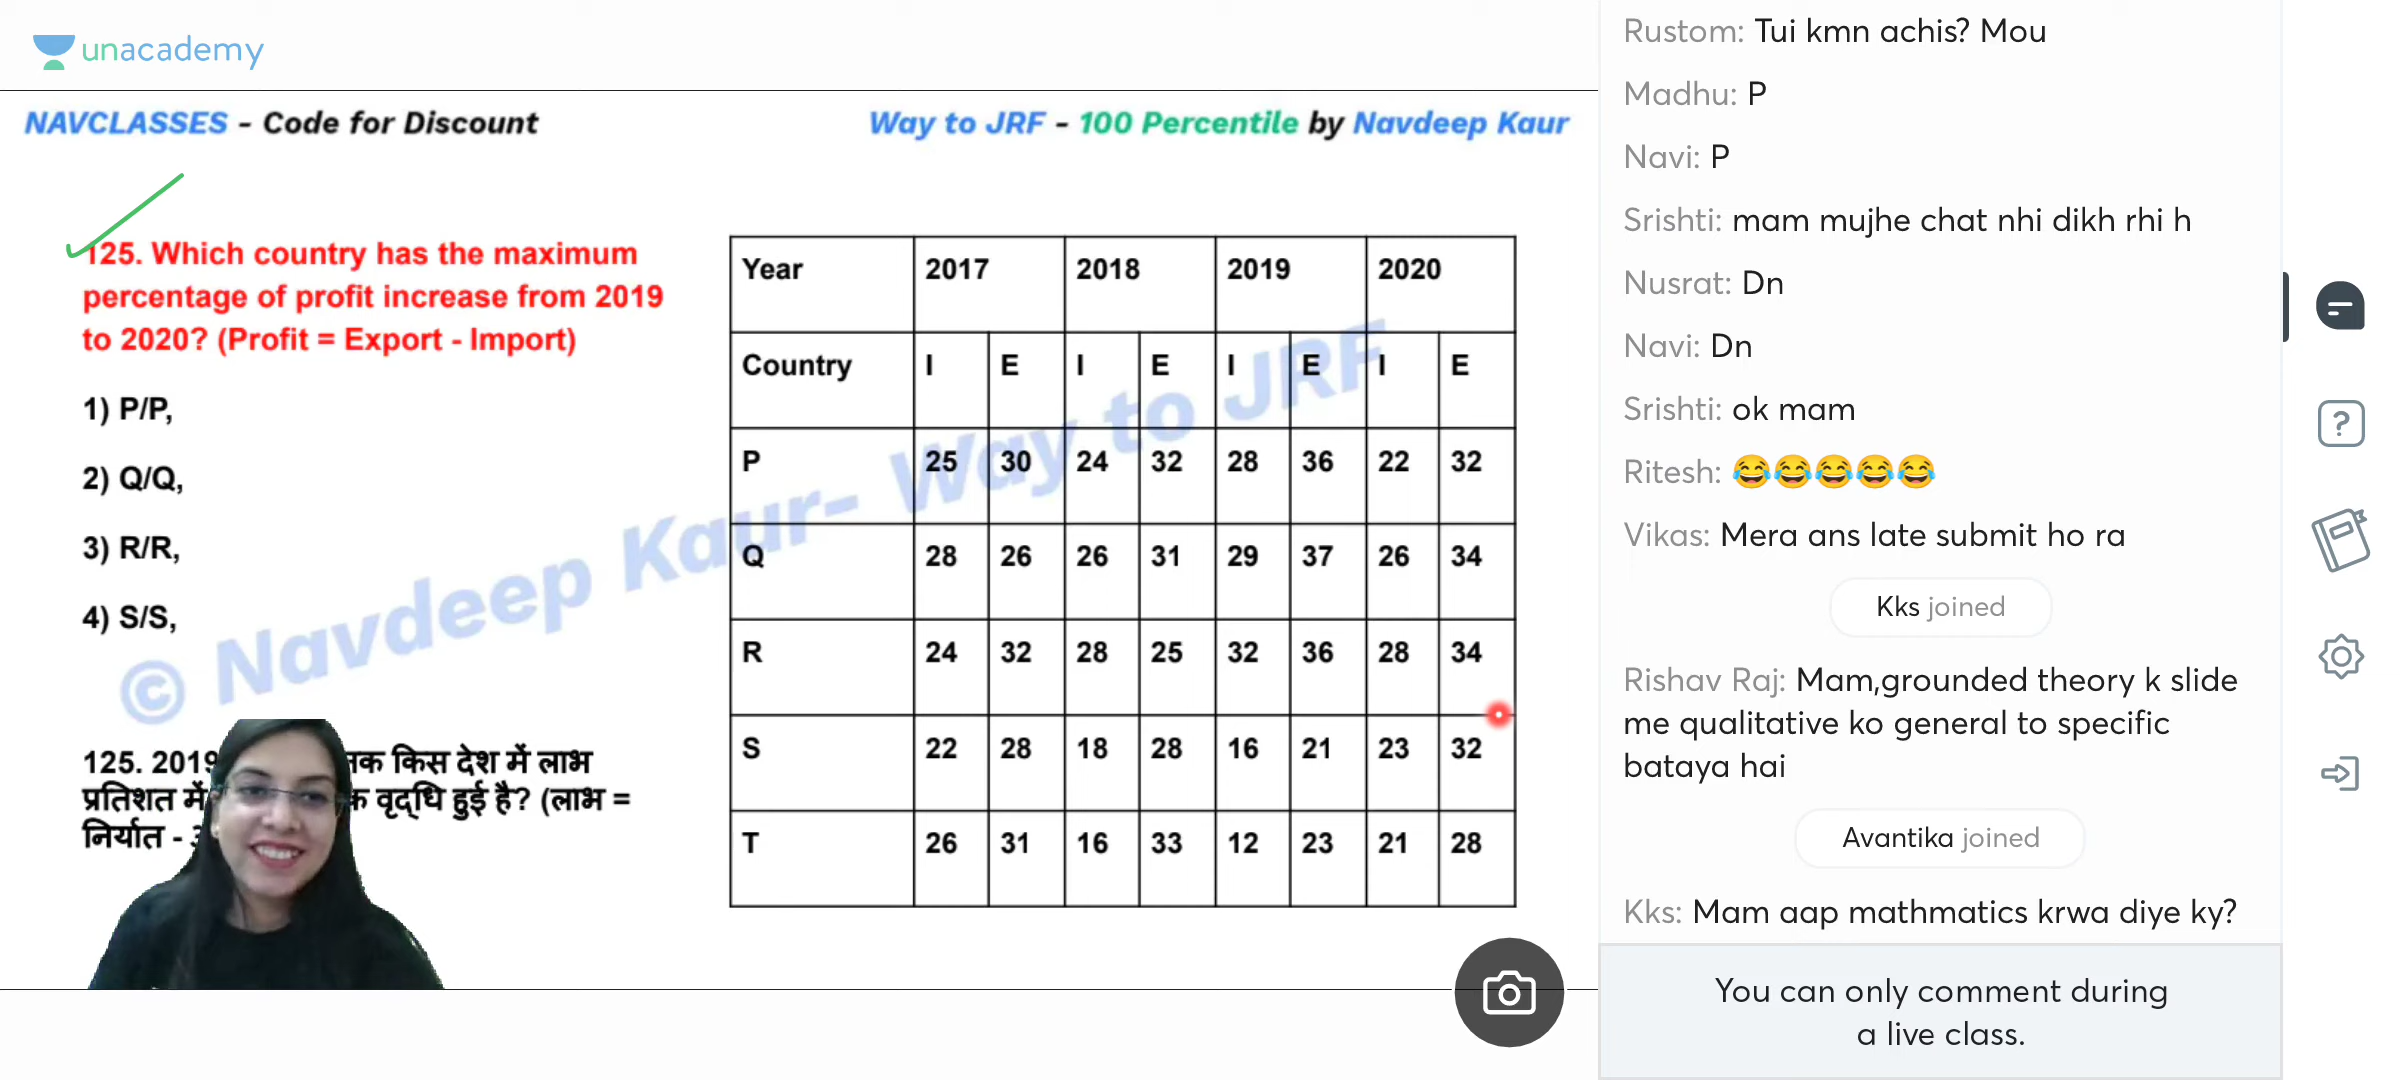 unacademy
NAVCLASSES - Code for Discount
Way to JRF - 100 Percentile by Navdeep Kaur
125. Which country has the maximum
percentage of profit increase from 2019
to 2020? (Profit = Export - Import)
1) P/P,
2) Q/Q,
3) R/R,
4) S/S,
125. 2019 तक किस देश में लाभ
प्रतिशत में वृद्धि हुई है? (लाभ =
निर्यात -
Year 2017 2018 2019 2020
Country I E I E I E I E
P 25 30 24 32 28 36 22 32
Q 28 26 26 31 29 37 26 34
R 24 32 28 25 32 36 28 34
S 22 28 18 28 16 21 23 32
T 26 31 16 33 12 23 21 28
© Navdeep Kaur- Way to JRF
Rustom: Tui kmn achis? Mou
Madhu: P
Navi: P
Srishti: mam mujhe chat nhi dikh rhi h
Nusrat: Dn
Navi: Dn
Srishti: ok mam
Ritesh: 😂😂😂😂😂
Vikas: Mera ans late submit ho ra
Kks joined
Rishav Raj: Mam,grounded theory k slide
me qualitative ko general to specific
bataya hai
Avantika joined
Kks: Mam aap mathmatics krwa diye ky?
You can only comment during
a live class.